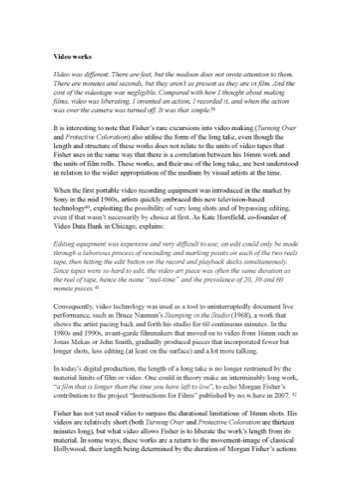 Video works
Video was different. There are feet, but the medium does not invite attention to them.
There are minutes and seconds, but they aren't as present as they are in film. And the
cost of the videotape was negligible. Compared with how I thought about making
films, video was liberating. I invented an action, I recorded it, and when the action
was over the camera was turned off. It was that simple.³⁹
It is interesting to note that Fisher's rare excursions into video making (Turning Over
and Protective Coloration) also utilise the form of the long take, even though the
length and structure of these works does not relate to the units of video tapes that
Fisher uses in the same way that there is a correlation between his 16mm work and
the units of film rolls. These works, and their use of the long take, are best understood
in relation to the wider appropriation of the medium by visual artists at the time.
When the first portable video recording equipment was introduced in the market by
Sony in the mid 1960s, artists quickly embraced this new television-based
technology⁴⁰, exploiting the possibility of very long shots and of bypassing editing,
even if that wasn't necessarily by choice at first. As Kate Horsfield, co-founder of
Video Data Bank in Chicago, explains:
Editing equipment was expensive and very difficult to use; an edit could only be made
through a laborious process of rewinding and marking points on each of the two reels
tape, then hitting the edit button on the record and playback decks simultaneously.
Since tapes were so hard to edit, the video art piece was often the same duration as
the reel of tape, hence the name "real-time" and the prevalence of 20, 30 and 60
minute pieces.⁴¹
Consequently, video technology was used as a tool to uninterruptedly document live
performance, such as Bruce Nauman's Stamping in the Studio (1968), a work that
shows the artist pacing back and forth his studio for 60 continuous minutes. In the
1980s and 1990s, avant-garde filmmakers that moved on to video from 16mm such as
Jonas Mekas or John Smith, gradually produced pieces that incorporated fewer but
longer shots, less editing (at least on the surface) and a lot more talking.
In today's digital production, the length of a long take is no longer restrained by the
material limits of film or video. One could in theory make an interminably long work,
"a film that is longer than the time you have left to live", to echo Morgan Fisher's
contribution to the project "Instructions for Films" published by no.w.here in 2007. ⁴²
Fisher has not yet used video to surpass the durational limitations of 16mm shots. His
videos are relatively short (both Turning Over and Protective Coloration are thirteen
minutes long), but what video allows Fisher is to liberate the work's length from its
material. In some ways, these works are a return to the movement-image of classical
Hollywood, their length being determined by the duration of Morgan Fisher's actions